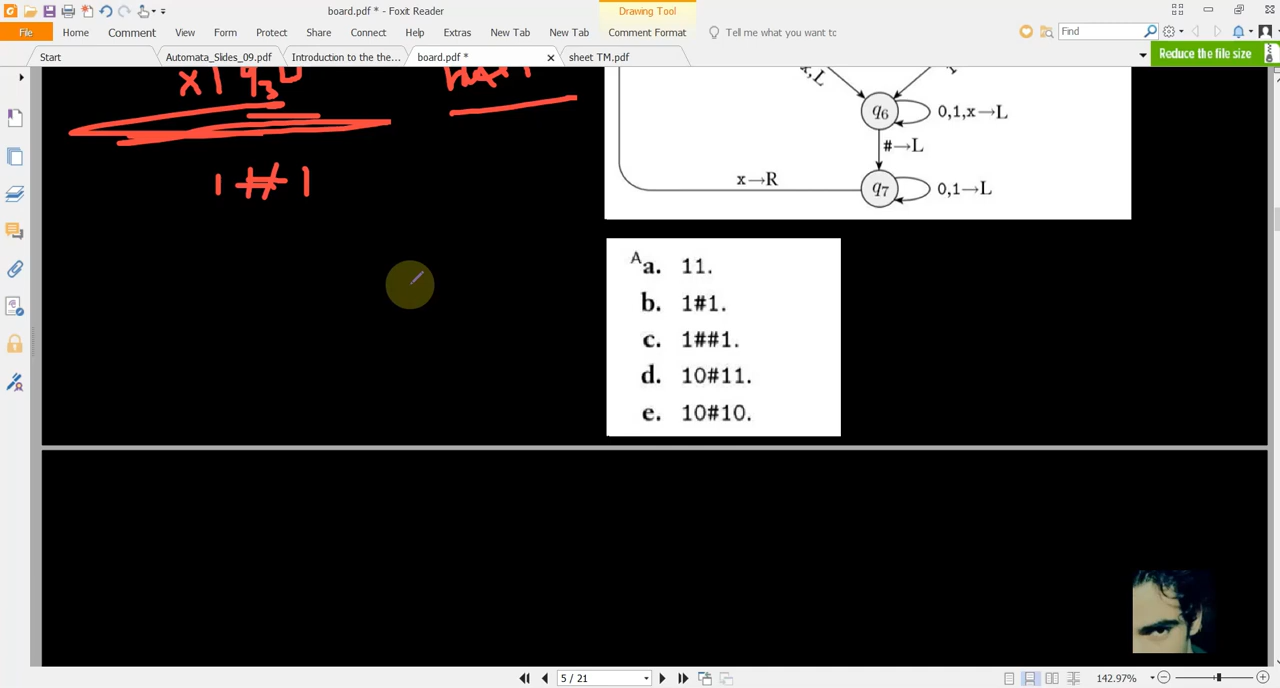 board.pdf * - Foxit Reader
Drawing Tool
File Home Comment View Form Protect Share Connect Help Extras New Tab New Tab Comment Format Tell me what you want tc Find
Start Automata_Slides_09.pdf Introduction to the the... board.pdf * sheet TM.pdf Reduce the file size
x 1 q3
x,L
q6 0,1,x→L
#→L
1 # 1
x→R q7 0,1→L
Aa. 11.
b. 1#1.
c. 1##1.
d. 10#11.
e. 10#10.
5 / 21 142.97%